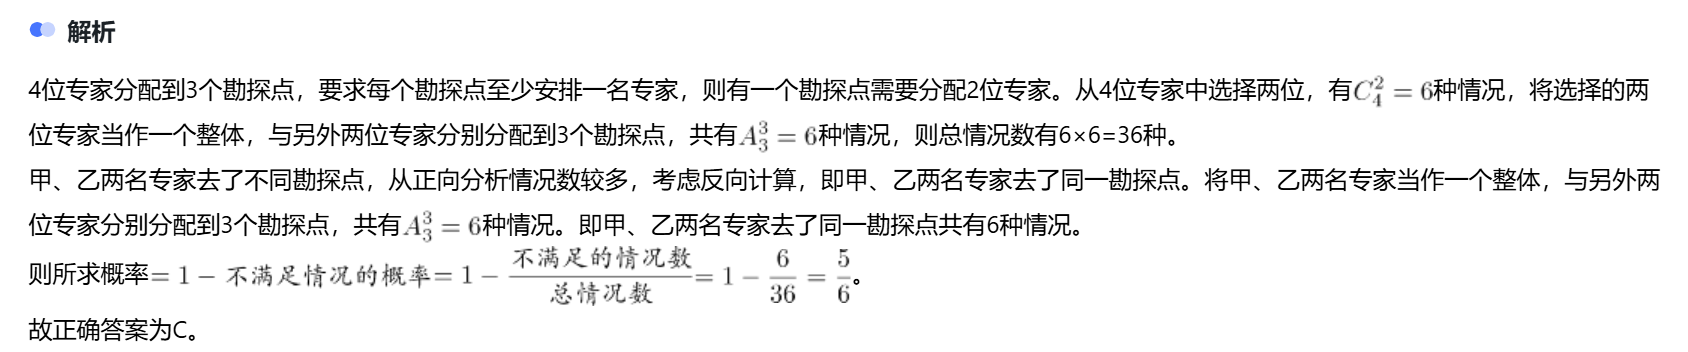 解析
4位专家分配到3个勘探点，要求每个勘探点至少安排一名专家，则有一个勘探点需要分配2位专家。从4位专家中选择两位，有$C_4^2=6$种情况，将选择的两
位专家当作一个整体，与另外两位专家分别分配到3个勘探点，共有$A_3^3=6$种情况，则总情况数有6×6=36种。
甲、乙两名专家去了不同勘探点，从正向分析情况数较多，考虑反向计算，即甲、乙两名专家去了同一勘探点。将甲、乙两名专家当作一个整体，与另外两
位专家分别分配到3个勘探点，共有$A_3^3=6$种情况。即甲、乙两名专家去了同一勘探点共有6种情况。
则所求概率$=1-不满足情况的概率=1-\frac{不满足的情况数}{总情况数}=1-\frac{6}{36}=\frac{5}{6}$。
故正确答案为C。